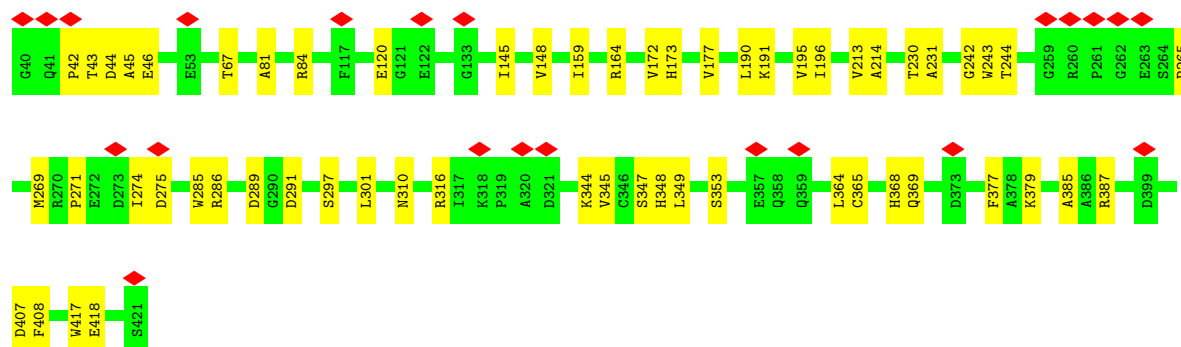 G40 Q41 P42 T43 D44 A45 E46 E53 T67 A81 R84 F117 E120 G121 E122 G133 I145 V148 I159 R164 V172 H173 V177 L190 K191 V195 I196 V213 A214 T230 A231 G242 W243 T244 G259 R260 P261 G262 E263 S264
M269 R270 P271 E272 D273 I274 D275 W285 R286 D289 G290 D291 S297 L301 N310 R316 I317 K318 P319 A320 D321 K344 V345 C346 S347 H348 L349 S353 E357 Q358 Q359 L364 C365 H368 Q369 D373 F377 A378 K379 A385 A386 R387 D399
D407 F408 W417 E418 S421